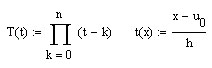 T(t) := ∏_{k = 0}^{n} (t − k)    t(x) := (x − u_0)/h